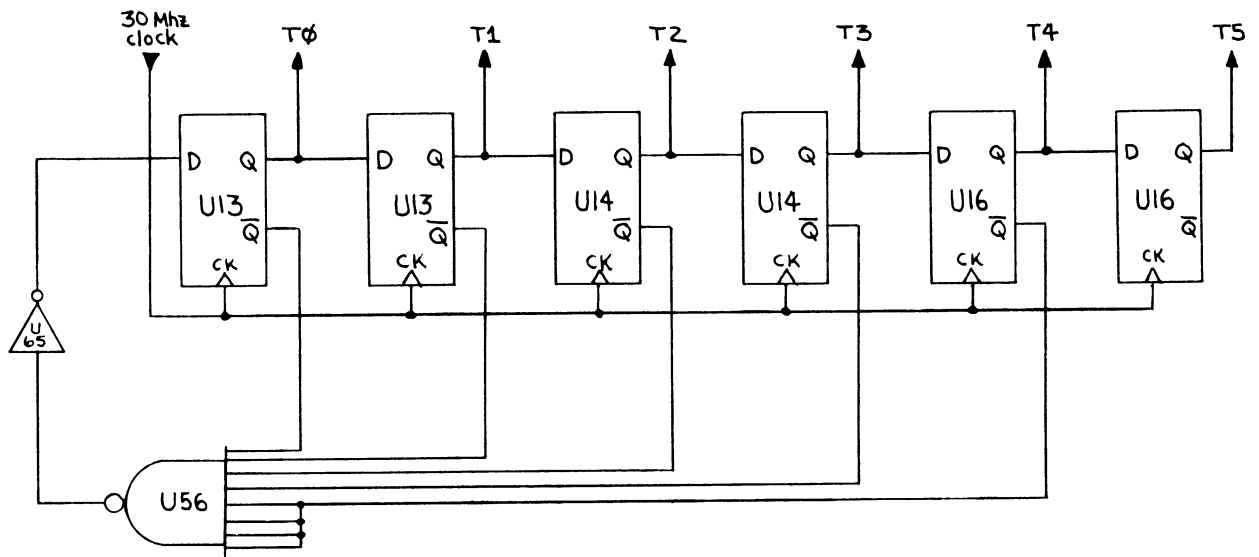 30 Mhz
clock
TØ
T1
T2
T3
T4
T5
D Q
U13
Q̅
CK
D Q
U13
Q̅
CK
D Q
U14
Q̅
CK
D Q
U14
Q̅
CK
D Q
U16
Q̅
CK
D Q
U16
Q̅
CK
U
65
U56